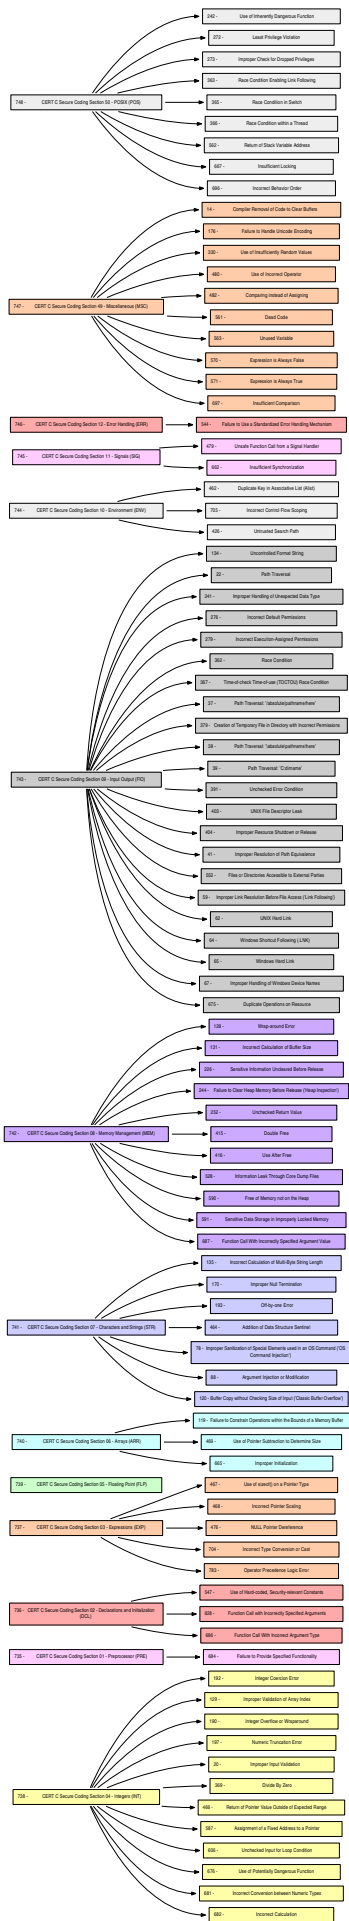 242 - Use of Inherently Dangerous Function
272 - Least Privilege Violation
273 - Improper Check for Dropped Privileges
363 - Race Condition Enabling Link Following
748 - CERT C Secure Coding Section 50 - POSIX (POS)
365 - Race Condition in Switch
366 - Race Condition within a Thread
562 - Return of Stack Variable Address
667 - Insufficient Locking
696 - Incorrect Behavior Order
14 - Compiler Removal of Code to Clear Buffers
176 - Failure to Handle Unicode Encoding
330 - Use of Insufficiently Random Values
480 - Use of Incorrect Operator
747 - CERT C Secure Coding Section 49 - Miscellaneous (MSC)
482 - Comparing instead of Assigning
561 - Dead Code
563 - Unused Variable
570 - Expression is Always False
571 - Expression is Always True
697 - Insufficient Comparison
746 - CERT C Secure Coding Section 12 - Error Handling (ERR)
544 - Failure to Use a Standardized Error Handling Mechanism
745 - CERT C Secure Coding Section 11 - Signals (SIG)
479 - Unsafe Function Call from a Signal Handler
662 - Insufficient Synchronization
462 - Duplicate Key in Associative List (Alist)
744 - CERT C Secure Coding Section 10 - Environment (ENV)
705 - Incorrect Control Flow Scoping
426 - Untrusted Search Path
134 - Uncontrolled Format String
22 - Path Traversal
241 - Improper Handling of Unexpected Data Type
276 - Incorrect Default Permissions
279 - Incorrect Execution-Assigned Permissions
362 - Race Condition
367 - Time-of-check Time-of-use (TOCTOU) Race Condition
37 - Path Traversal: '/absolute/pathname/here'
379 - Creation of Temporary File in Directory with Incorrect Permissions
38 - Path Traversal: '\absolute\pathname\here'
39 - Path Traversal: 'C:dirname'
743 - CERT C Secure Coding Section 09 - Input Output (FIO)
391 - Unchecked Error Condition
403 - UNIX File Descriptor Leak
404 - Improper Resource Shutdown or Release
41 - Improper Resolution of Path Equivalence
552 - Files or Directories Accessible to External Parties
59 - Improper Link Resolution Before File Access ('Link Following')
62 - UNIX Hard Link
64 - Windows Shortcut Following (.LNK)
65 - Windows Hard Link
67 - Improper Handling of Windows Device Names
675 - Duplicate Operations on Resource
128 - Wrap-around Error
131 - Incorrect Calculation of Buffer Size
226 - Sensitive Information Uncleared Before Release
244 - Failure to Clear Heap Memory Before Release ('Heap Inspection')
252 - Unchecked Return Value
742 - CERT C Secure Coding Section 08 - Memory Management (MEM)
415 - Double Free
416 - Use After Free
528 - Information Leak Through Core Dump Files
590 - Free of Memory not on the Heap
591 - Sensitive Data Storage in Improperly Locked Memory
687 - Function Call With Incorrectly Specified Argument Value
135 - Incorrect Calculation of Multi-Byte String Length
170 - Improper Null Termination
193 - Off-by-one Error
741 - CERT C Secure Coding Section 07 - Characters and Strings (STR)
464 - Addition of Data Structure Sentinel
78 - Improper Sanitization of Special Elements used in an OS Command ('OS
Command Injection')
88 - Argument Injection or Modification
120 - Buffer Copy without Checking Size of Input ('Classic Buffer Overflow')
119 - Failure to Constrain Operations within the Bounds of a Memory Buffer
740 - CERT C Secure Coding Section 06 - Arrays (ARR)
469 - Use of Pointer Subtraction to Determine Size
665 - Improper Initialization
739 - CERT C Secure Coding Section 05 - Floating Point (FLP)
467 - Use of sizeof() on a Pointer Type
468 - Incorrect Pointer Scaling
737 - CERT C Secure Coding Section 03 - Expressions (EXP)
476 - NULL Pointer Dereference
704 - Incorrect Type Conversion or Cast
783 - Operator Precedence Logic Error
547 - Use of Hard-coded, Security-relevant Constants
736 - CERT C Secure Coding Section 02 - Declarations and Initialization
(DCL)
628 - Function Call with Incorrectly Specified Arguments
686 - Function Call With Incorrect Argument Type
735 - CERT C Secure Coding Section 01 - Preprocessor (PRE)
684 - Failure to Provide Specified Functionality
192 - Integer Coercion Error
129 - Improper Validation of Array Index
190 - Integer Overflow or Wraparound
197 - Numeric Truncation Error
20 - Improper Input Validation
369 - Divide By Zero
738 - CERT C Secure Coding Section 04 - Integers (INT)
466 - Return of Pointer Value Outside of Expected Range
587 - Assignment of a Fixed Address to a Pointer
606 - Unchecked Input for Loop Condition
676 - Use of Potentially Dangerous Function
681 - Incorrect Conversion between Numeric Types
682 - Incorrect Calculation